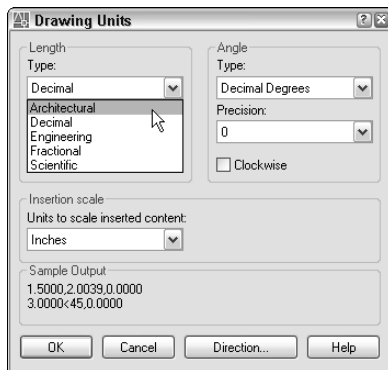 Drawing Units
Length
Type:
Decimal
Architectural
Decimal
Engineering
Fractional
Scientific
Angle
Type:
Decimal Degrees
Precision:
0
Clockwise
Insertion scale
Units to scale inserted content:
Inches
Sample Output
1.5000,2.0039,0.0000
3.0000<45,0.0000
OK
Cancel
Direction...
Help